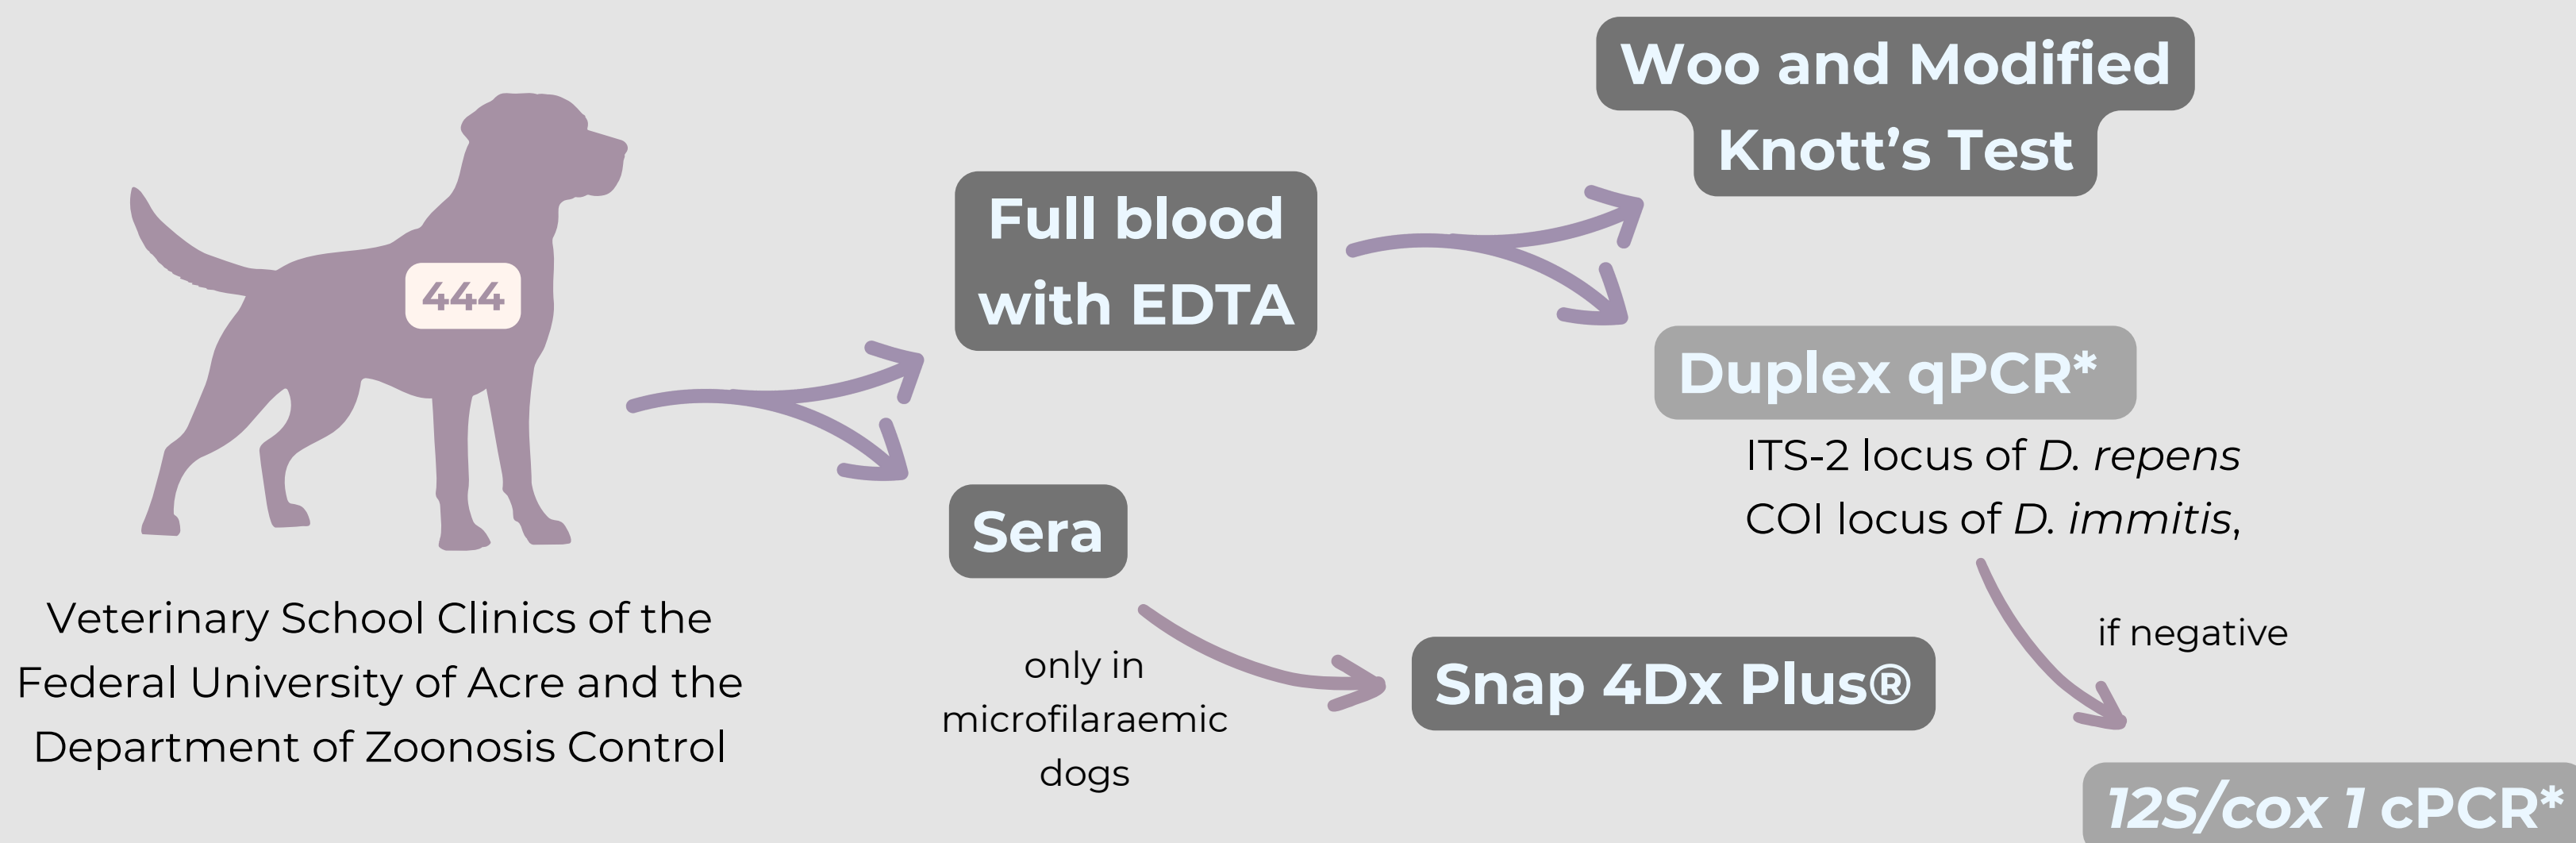 444
Veterinary School Clinics of the
Federal University of Acre and the
Department of Zoonosis Control
Full blood
with EDTA
Sera
only in
microfilaraemic
dogs
Woo and Modified
Knott's Test
Duplex qPCR*
ITS-2 locus of D. repens
COI locus of D. immitis,
if negative
Snap 4Dx Plus®
12S/cox 1 cPCR*